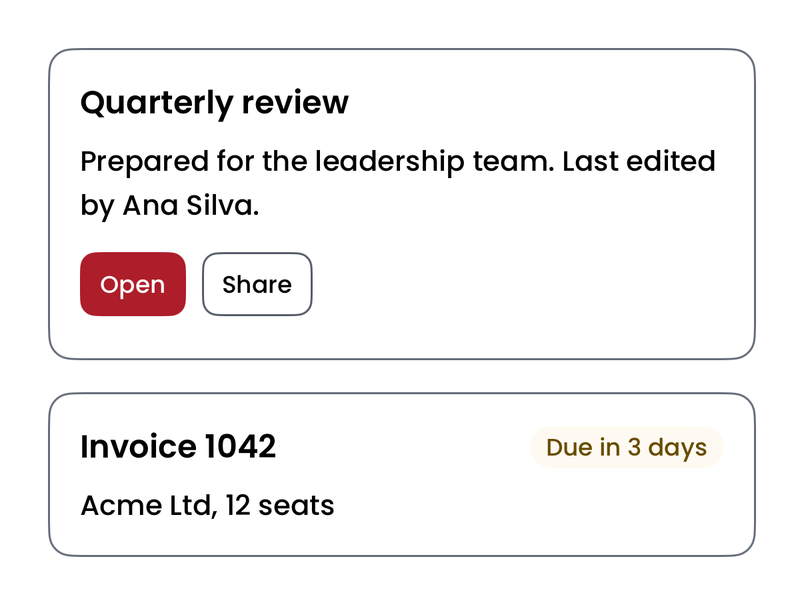 Quarterly review
Prepared for the leadership team. Last edited
by Ana Silva.
Open
Share
Invoice 1042
Due in 3 days
Acme Ltd, 12 seats